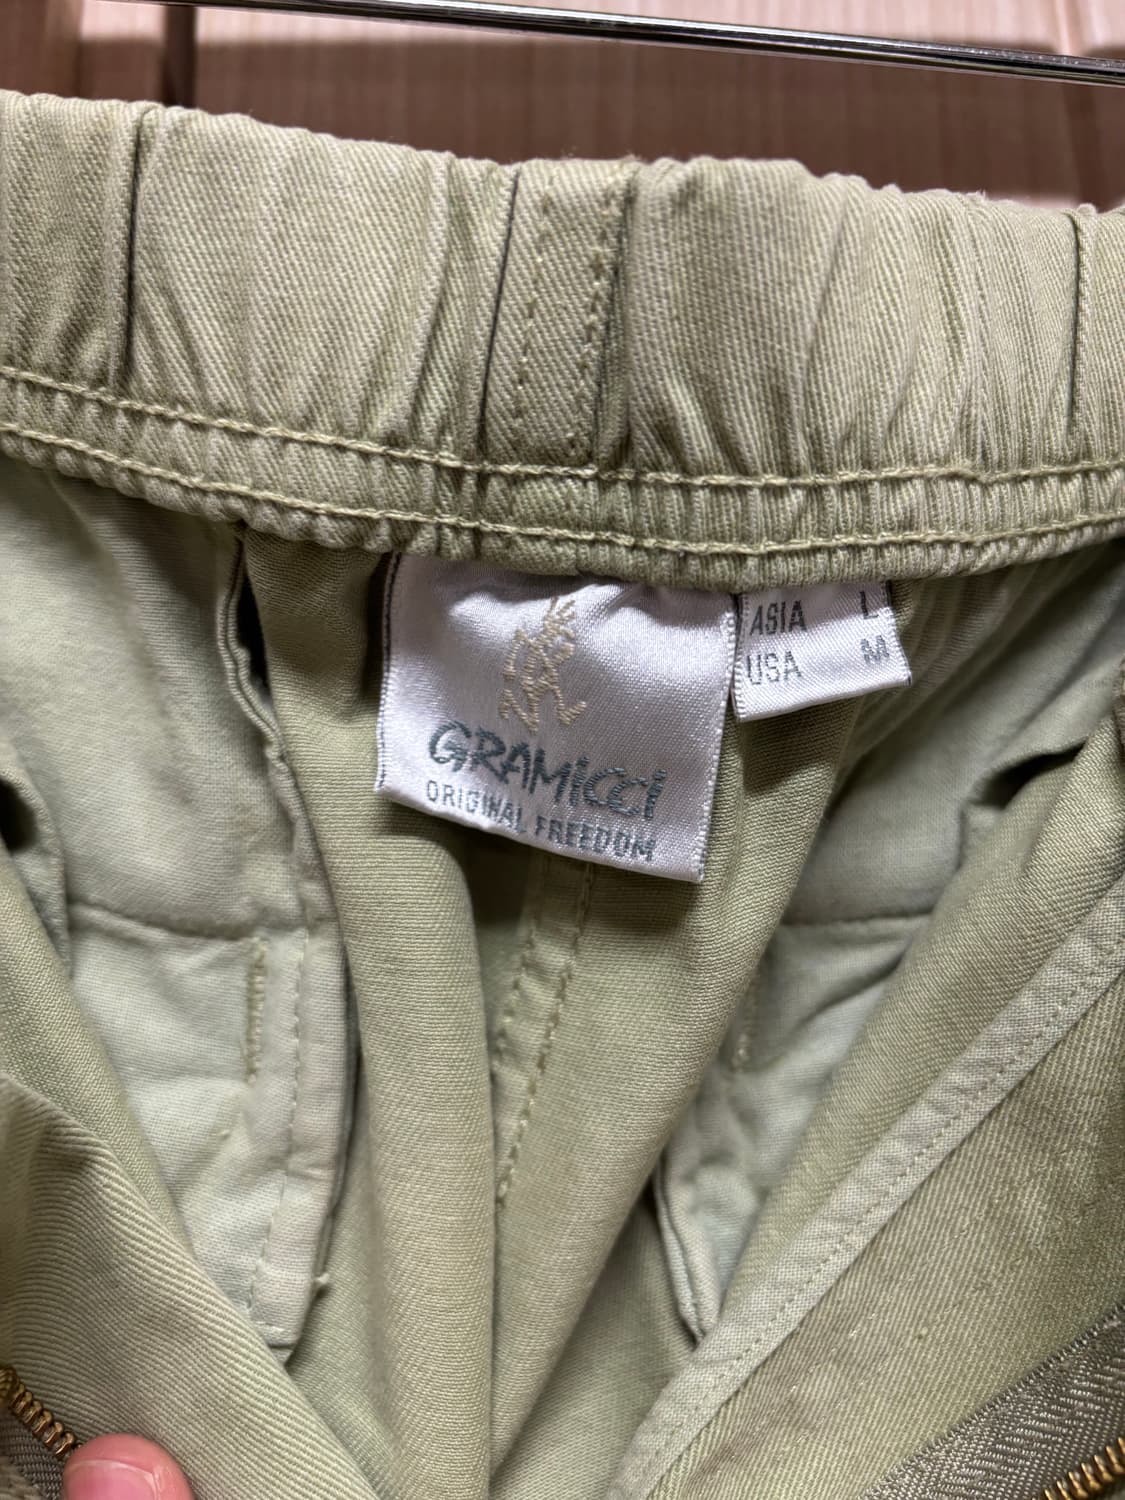 GRAMiCCi
ORIGINAL FREEDOM
ASIA L
USA M